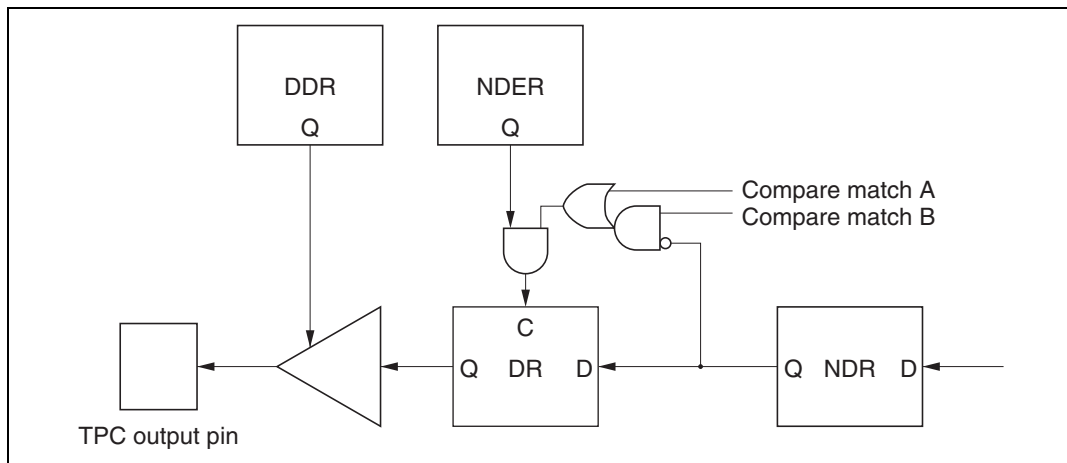 DDR
Q
NDER
Q
Compare match A
Compare match B
C
Q DR D
Q NDR D
TPC output pin